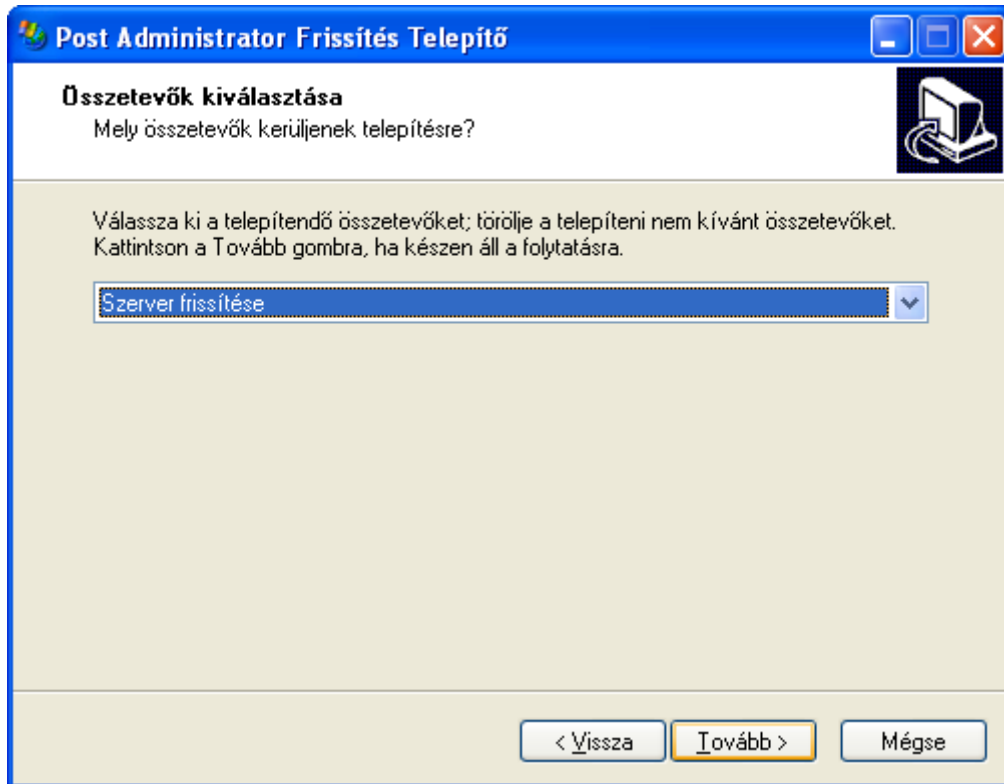 Post Administrator Frissítés Telepítő
Összetevők kiválasztása
Mely összetevők kerüljenek telepítésre?
Válassza ki a telepítendő összetevőket; törölje a telepíteni nem kívánt összetevőket.
Kattintson a Tovább gombra, ha készen áll a folytatásra.
Szerver frissítése
< Vissza
Tovább >
Mégse